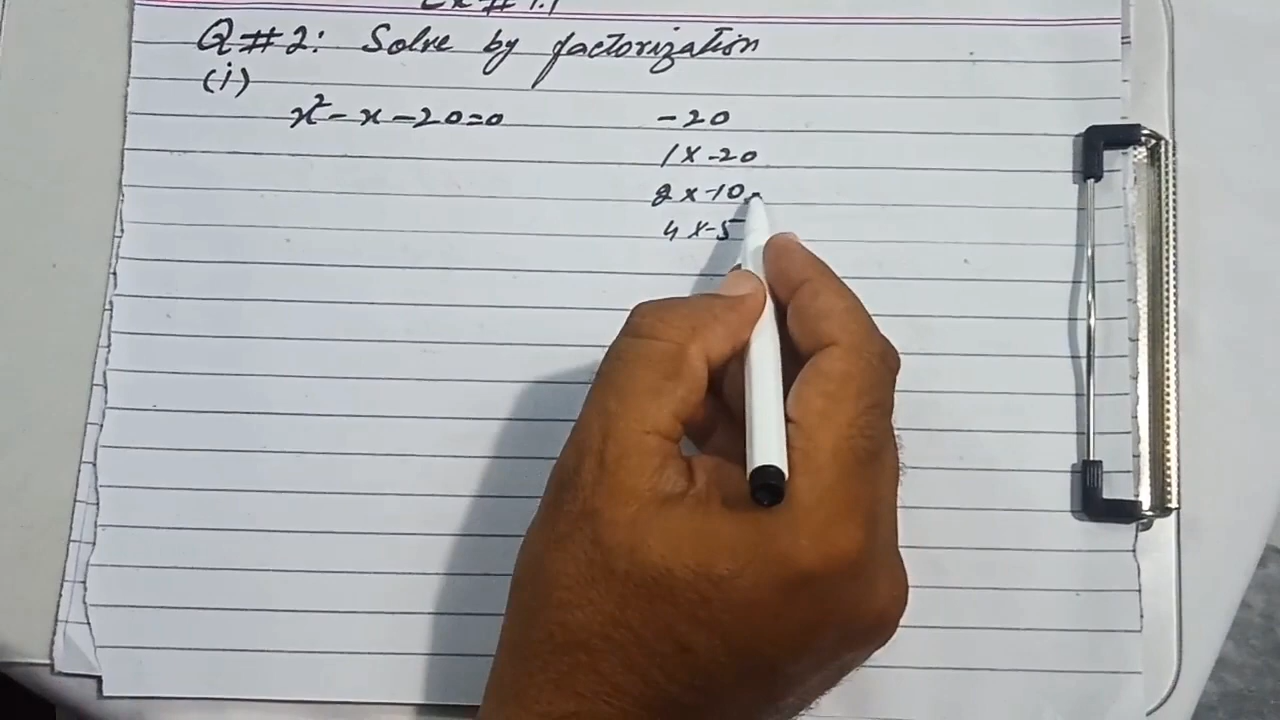 Q#2: Solve by factorization
(i)
x² - x - 20 = 0
-20
1 x -20
2 x -10
4 x -5